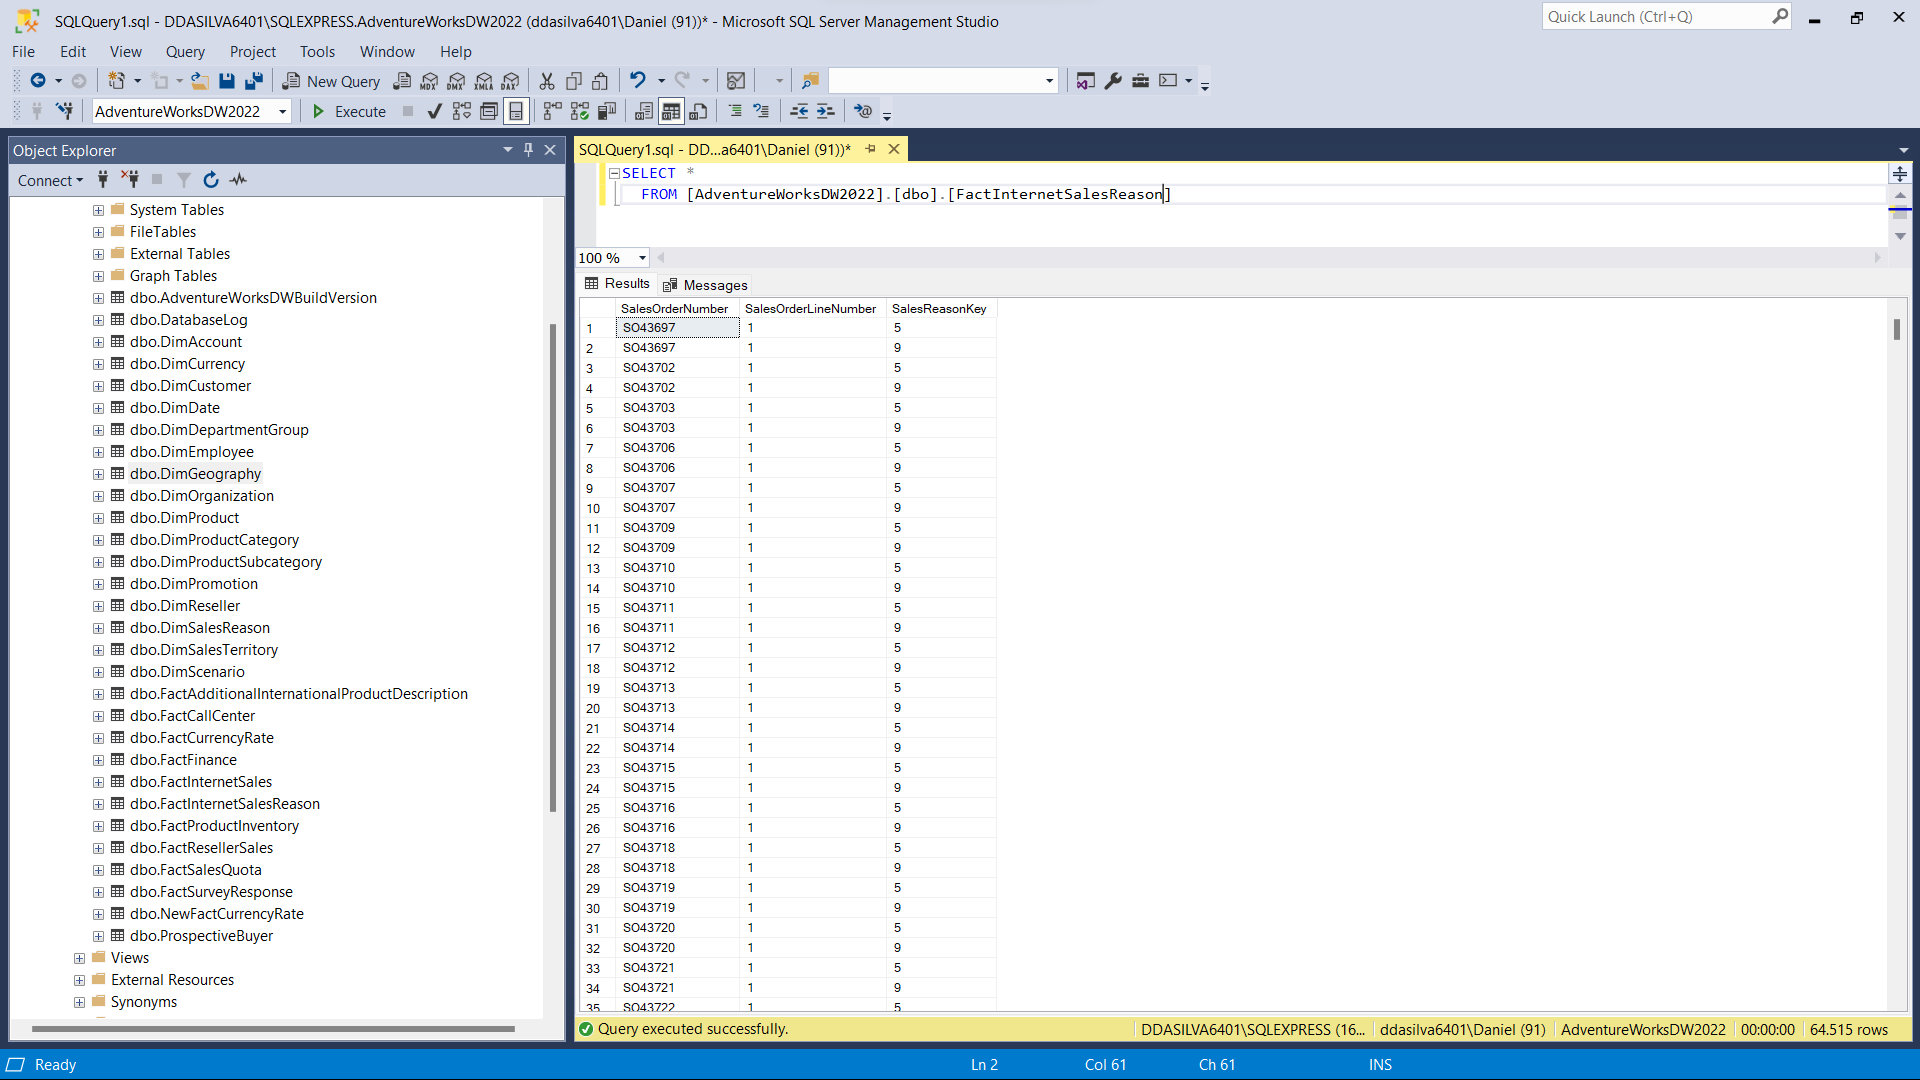 SQLQuery1.sql - DDASILVA6401\SQLEXPRESS.AdventureWorksDW2022 (ddasilva6401\Daniel (91))* - Microsoft SQL Server Management Studio
Quick Launch (Ctrl+Q)
File Edit View Query Project Tools Window Help
New Query MDX DMX XMLA DAX
AdventureWorksDW2022 Execute
Object Explorer
Connect
System Tables
FileTables
External Tables
Graph Tables
dbo.AdventureWorksDWBuildVersion
dbo.DatabaseLog
dbo.DimAccount
dbo.DimCurrency
dbo.DimCustomer
dbo.DimDate
dbo.DimDepartmentGroup
dbo.DimEmployee
dbo.DimGeography
dbo.DimOrganization
dbo.DimProduct
dbo.DimProductCategory
dbo.DimProductSubcategory
dbo.DimPromotion
dbo.DimReseller
dbo.DimSalesReason
dbo.DimSalesTerritory
dbo.DimScenario
dbo.FactAdditionalInternationalProductDescription
dbo.FactCallCenter
dbo.FactCurrencyRate
dbo.FactFinance
dbo.FactInternetSales
dbo.FactInternetSalesReason
dbo.FactProductInventory
dbo.FactResellerSales
dbo.FactSalesQuota
dbo.FactSurveyResponse
dbo.NewFactCurrencyRate
dbo.ProspectiveBuyer
Views
External Resources
Synonyms
SQLQuery1.sql - DD...a6401\Daniel (91))*
SELECT *
FROM [AdventureWorksDW2022].[dbo].[FactInternetSalesReason]
100 %
Results Messages
SalesOrderNumber SalesOrderLineNumber SalesReasonKey
1 SO43697 1 5
2 SO43697 1 9
3 SO43702 1 5
4 SO43702 1 9
5 SO43703 1 5
6 SO43703 1 9
7 SO43706 1 5
8 SO43706 1 9
9 SO43707 1 5
10 SO43707 1 9
11 SO43709 1 5
12 SO43709 1 9
13 SO43710 1 5
14 SO43710 1 9
15 SO43711 1 5
16 SO43711 1 9
17 SO43712 1 5
18 SO43712 1 9
19 SO43713 1 5
20 SO43713 1 9
21 SO43714 1 5
22 SO43714 1 9
23 SO43715 1 5
24 SO43715 1 9
25 SO43716 1 5
26 SO43716 1 9
27 SO43718 1 5
28 SO43718 1 9
29 SO43719 1 5
30 SO43719 1 9
31 SO43720 1 5
32 SO43720 1 9
33 SO43721 1 5
34 SO43721 1 9
35 SO43722 1 5
Query executed successfully. DDASILVA6401\SQLEXPRESS (16... ddasilva6401\Daniel (91) AdventureWorksDW2022 00:00:00 64.515 rows
Ready Ln 2 Col 61 Ch 61 INS